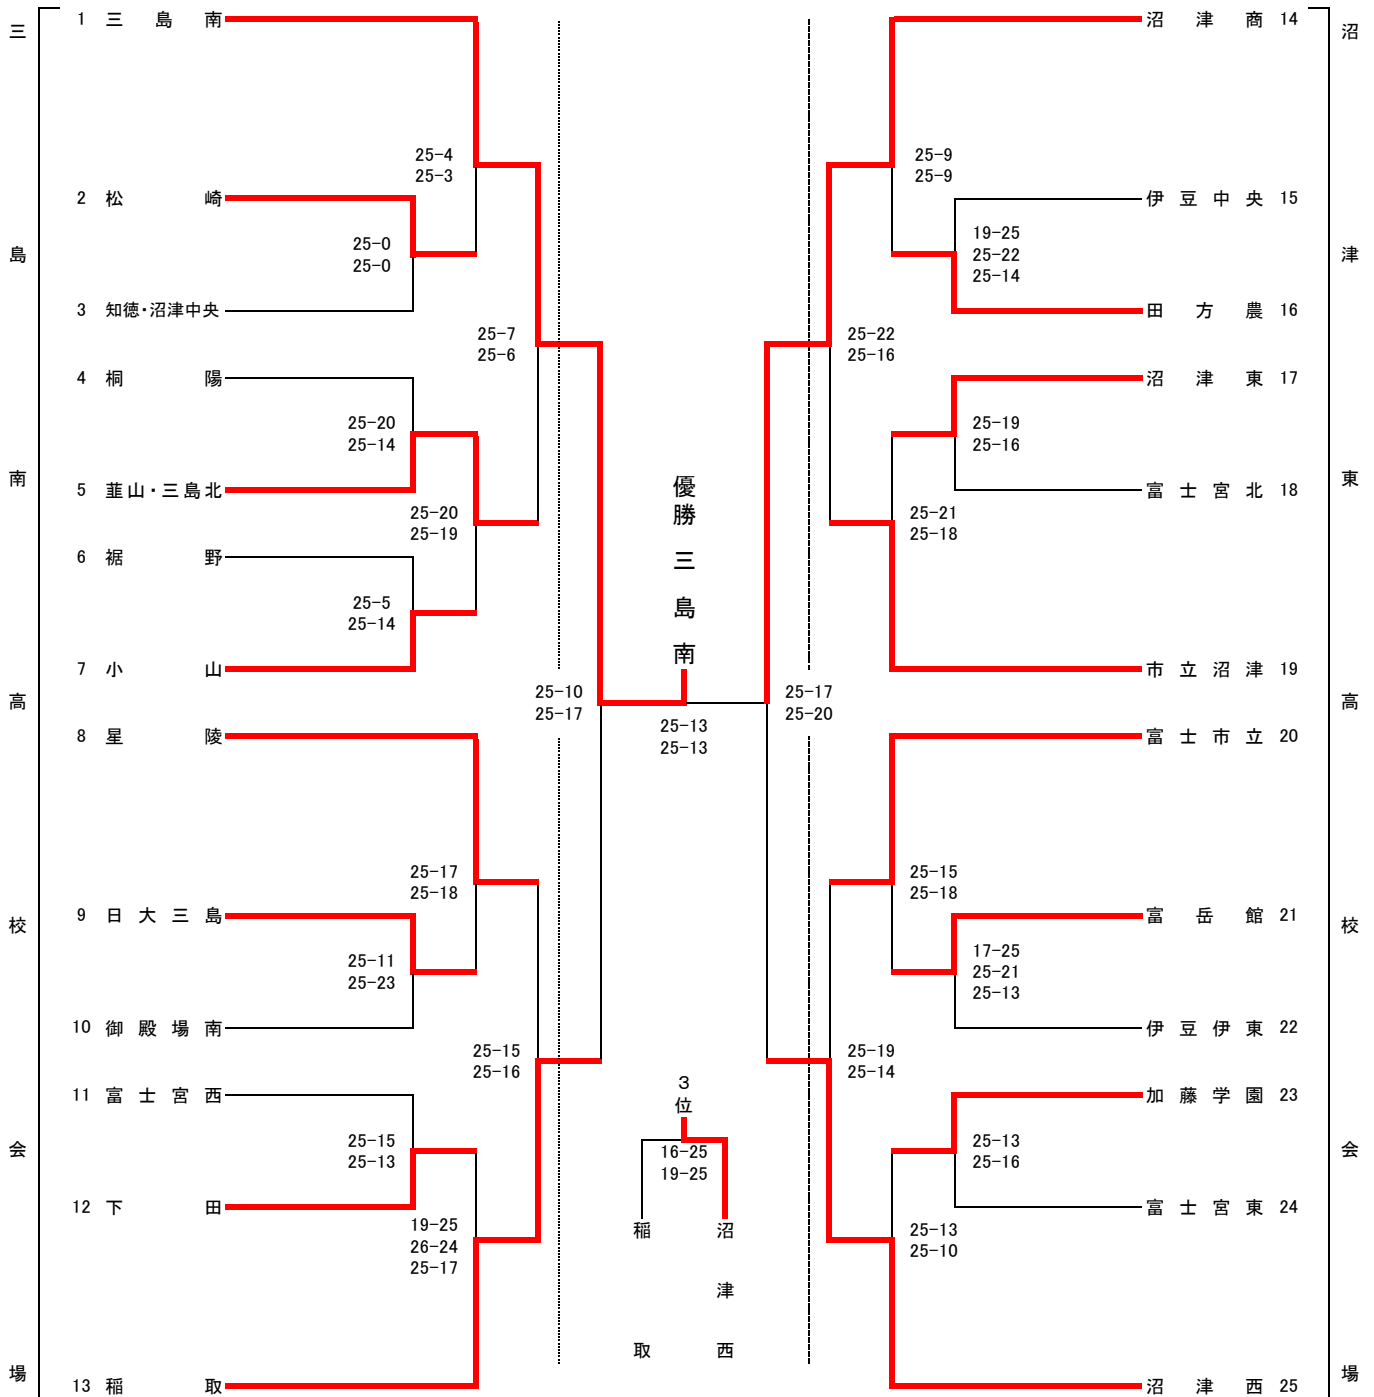 三島南高校会場
1 三島南
2 松崎
3 知徳・沼津中央
4 桐陽
5 韮山・三島北
6 裾野
7 小山
8 星陵
9 日大三島
10 御殿場南
11 富士宮西
12 下田
13 稲取
25-4
25-3
25-0
25-0
25-7
25-6
25-20
25-14
25-20
25-19
25-5
25-14
25-10
25-17
25-17
25-18
25-11
25-23
25-15
25-16
25-15
25-13
19-25
26-24
25-17
優勝 三島南
25-13
25-13
3位
16-25
19-25
稲取
沼津西
25-9
25-9
19-25
25-22
25-14
25-22
25-16
25-19
25-16
25-21
25-18
25-17
25-20
25-15
25-18
17-25
25-21
25-13
25-19
25-14
25-13
25-16
25-13
25-10
沼津商 14
伊豆中央 15
田方農 16
沼津東 17
富士宮北 18
市立沼津 19
富士市立 20
富岳館 21
伊豆伊東 22
加藤学園 23
富士宮東 24
沼津西 25
沼津東高校会場